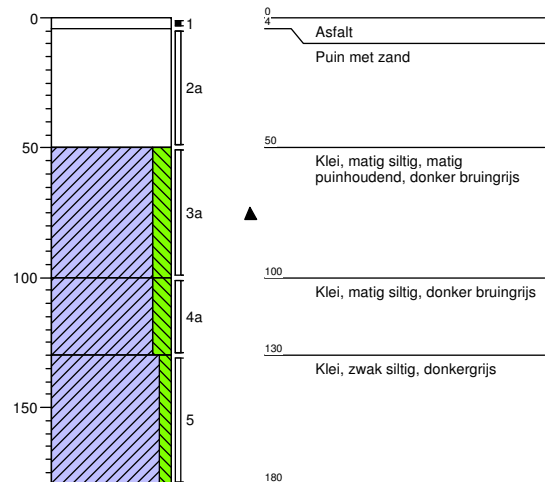 0
1
2a
50
3a
100
4a
150
5
0
4
Asfalt
Puin met zand
50
Klei, matig siltig, matig
puinhoudend, donker bruingrijs
100
Klei, matig siltig, donker bruingrijs
130
Klei, zwak siltig, donkergrijs
180